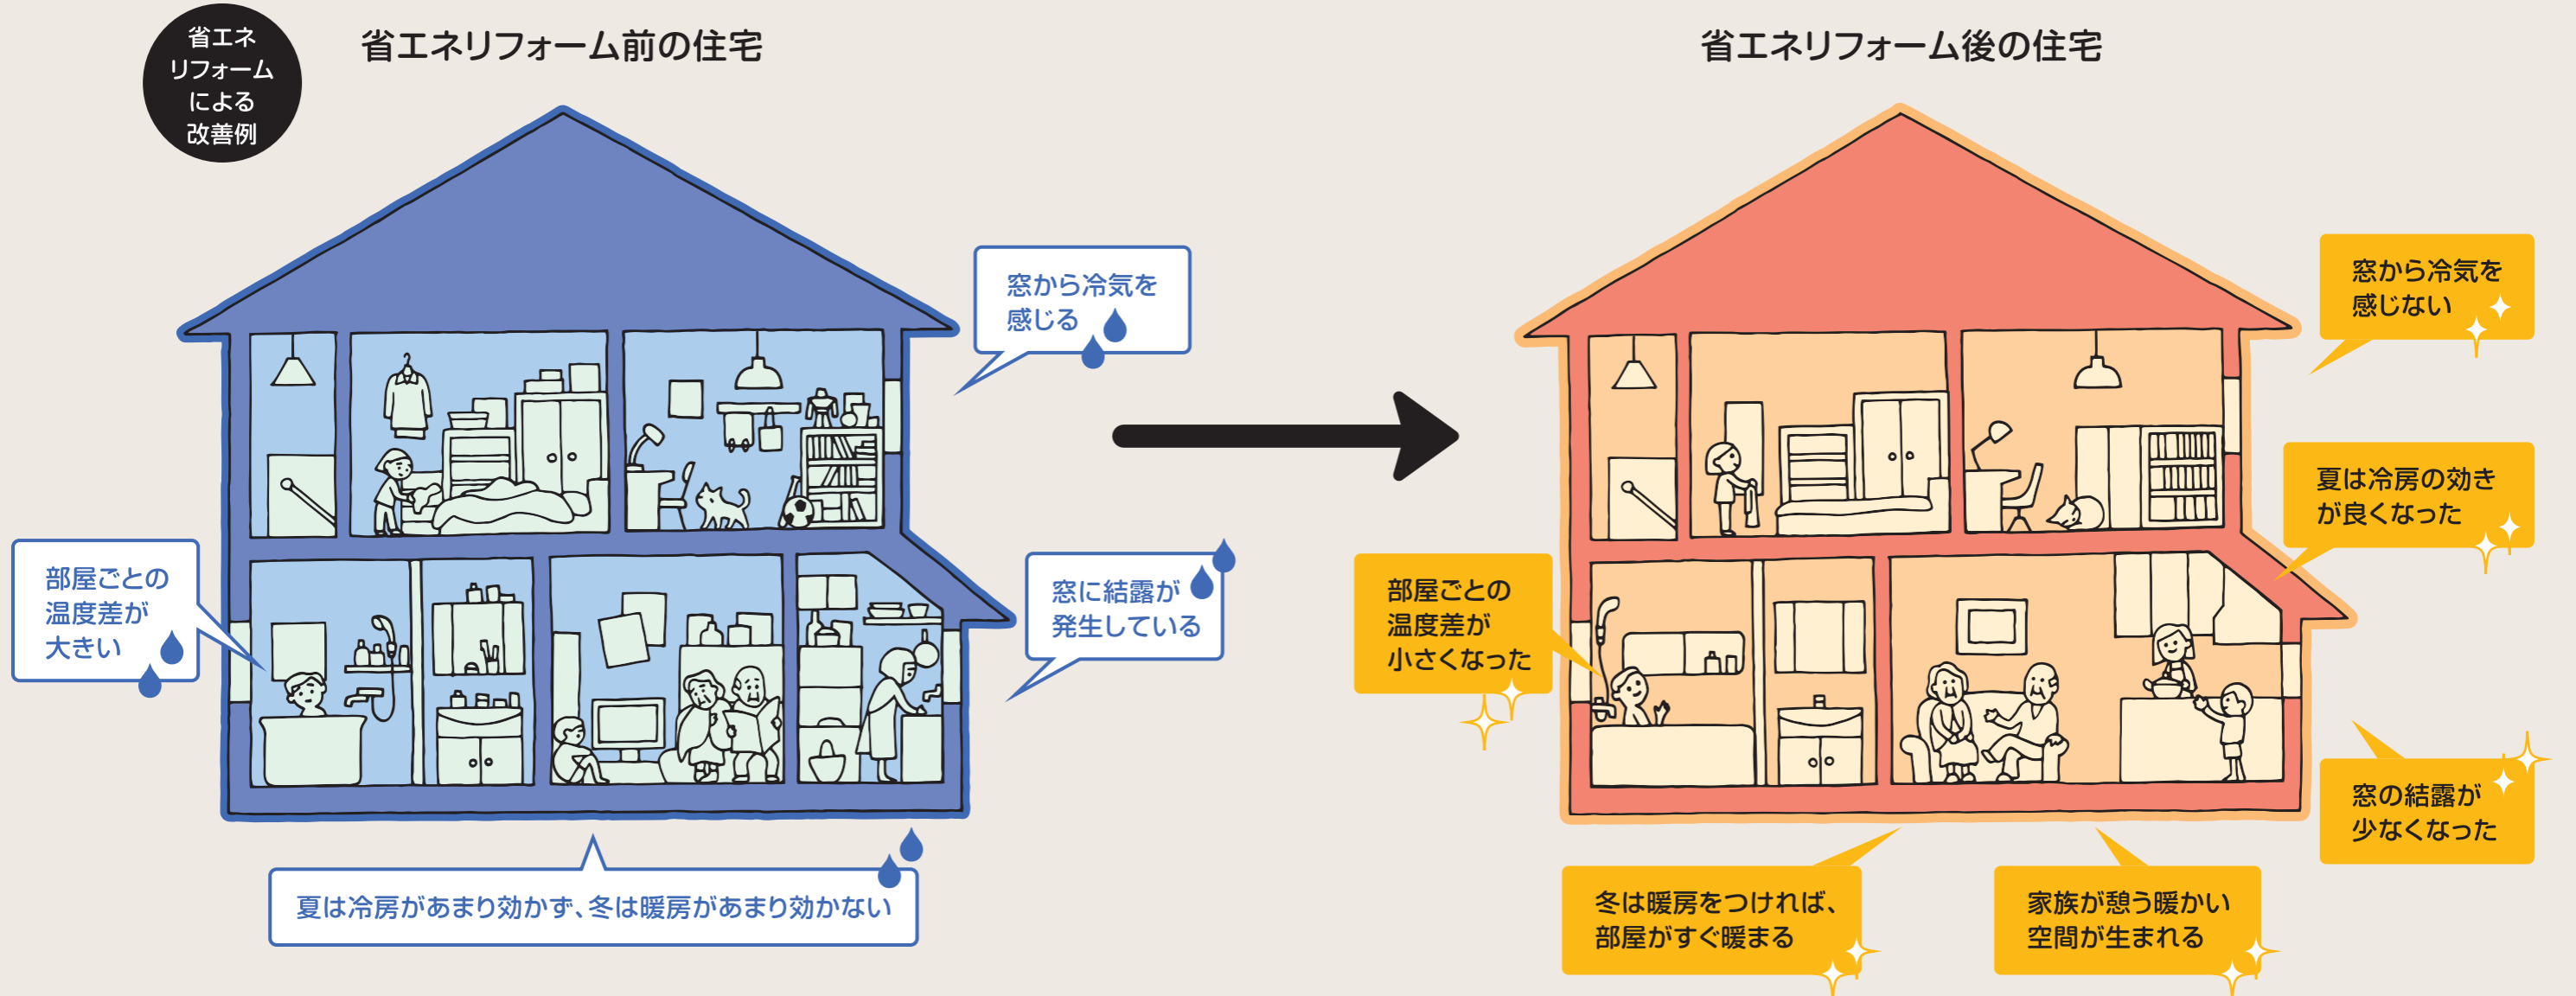 省エネ
リフォーム
による
改善例
省エネリフォーム前の住宅
窓から冷気を
感じる
部屋ごとの
温度差が
大きい
窓に結露が
発生している
夏は冷房があまり効かず、冬は暖房があまり効かない
省エネリフォーム後の住宅
窓から冷気を
感じない
夏は冷房の効き
が良くなった
部屋ごとの
温度差が
小さくなった
窓の結露が
少なくなった
冬は暖房をつければ、
部屋がすぐ暖まる
家族が憩う暖かい
空間が生まれる